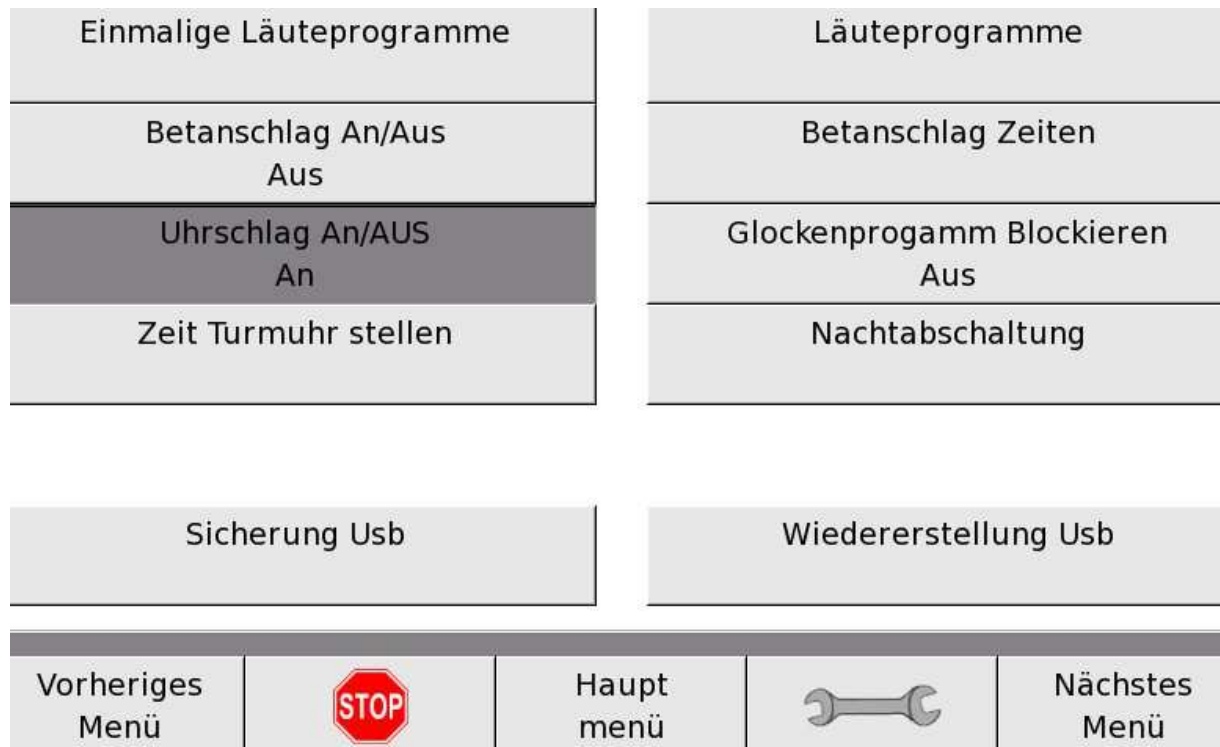 Einmalige Läuteprogramme
Läuteprogramme
Betanschlag An/Aus
Aus
Betanschlag Zeiten
Uhrschlag An/AUS
An
Glockenprogamm Blockieren
Aus
Zeit Turmuhr stellen
Nachtabschaltung
Sicherung Usb
Wiedererstellung Usb
Vorheriges
Menü
STOP
Haupt
menü
Nächstes
Menü